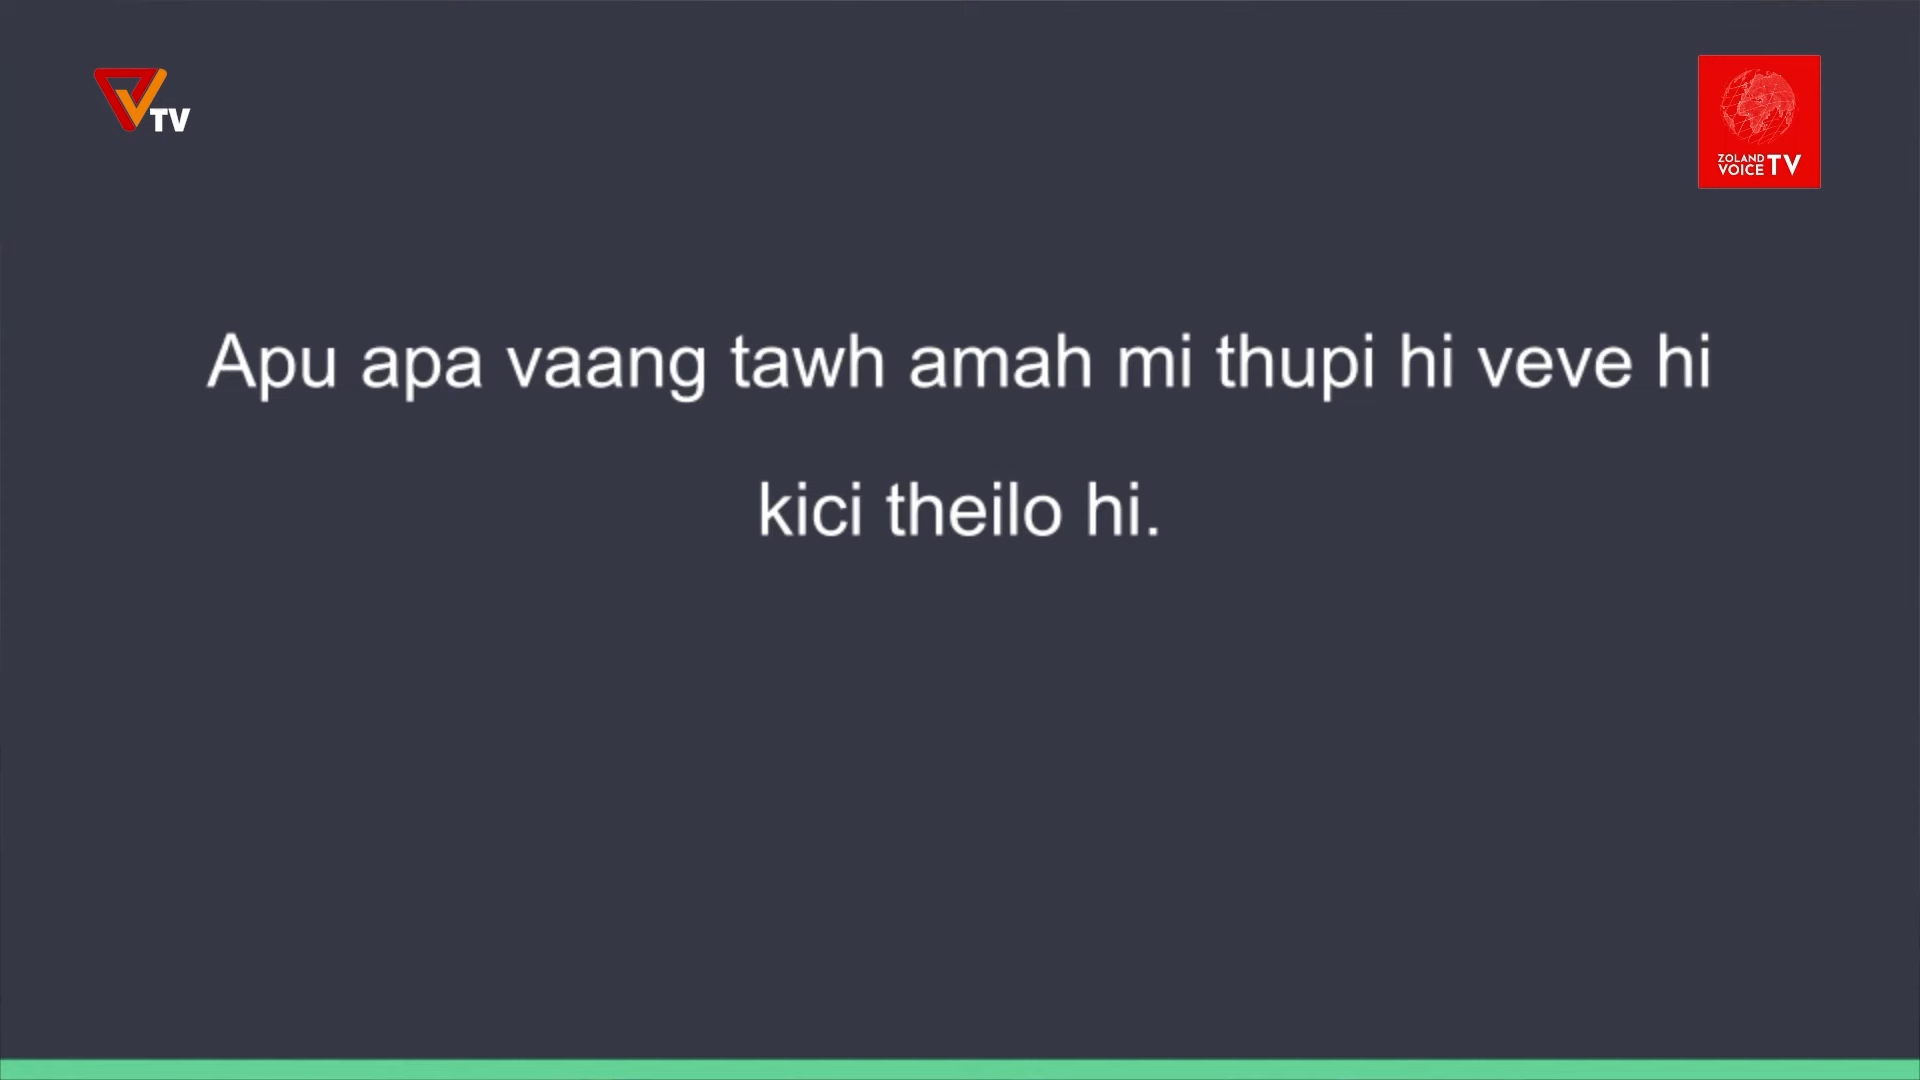 TV
ZOLAND
VOICE TV
Apu apa vaang tawh amah mi thupi hi veve hi
kici theilo hi.